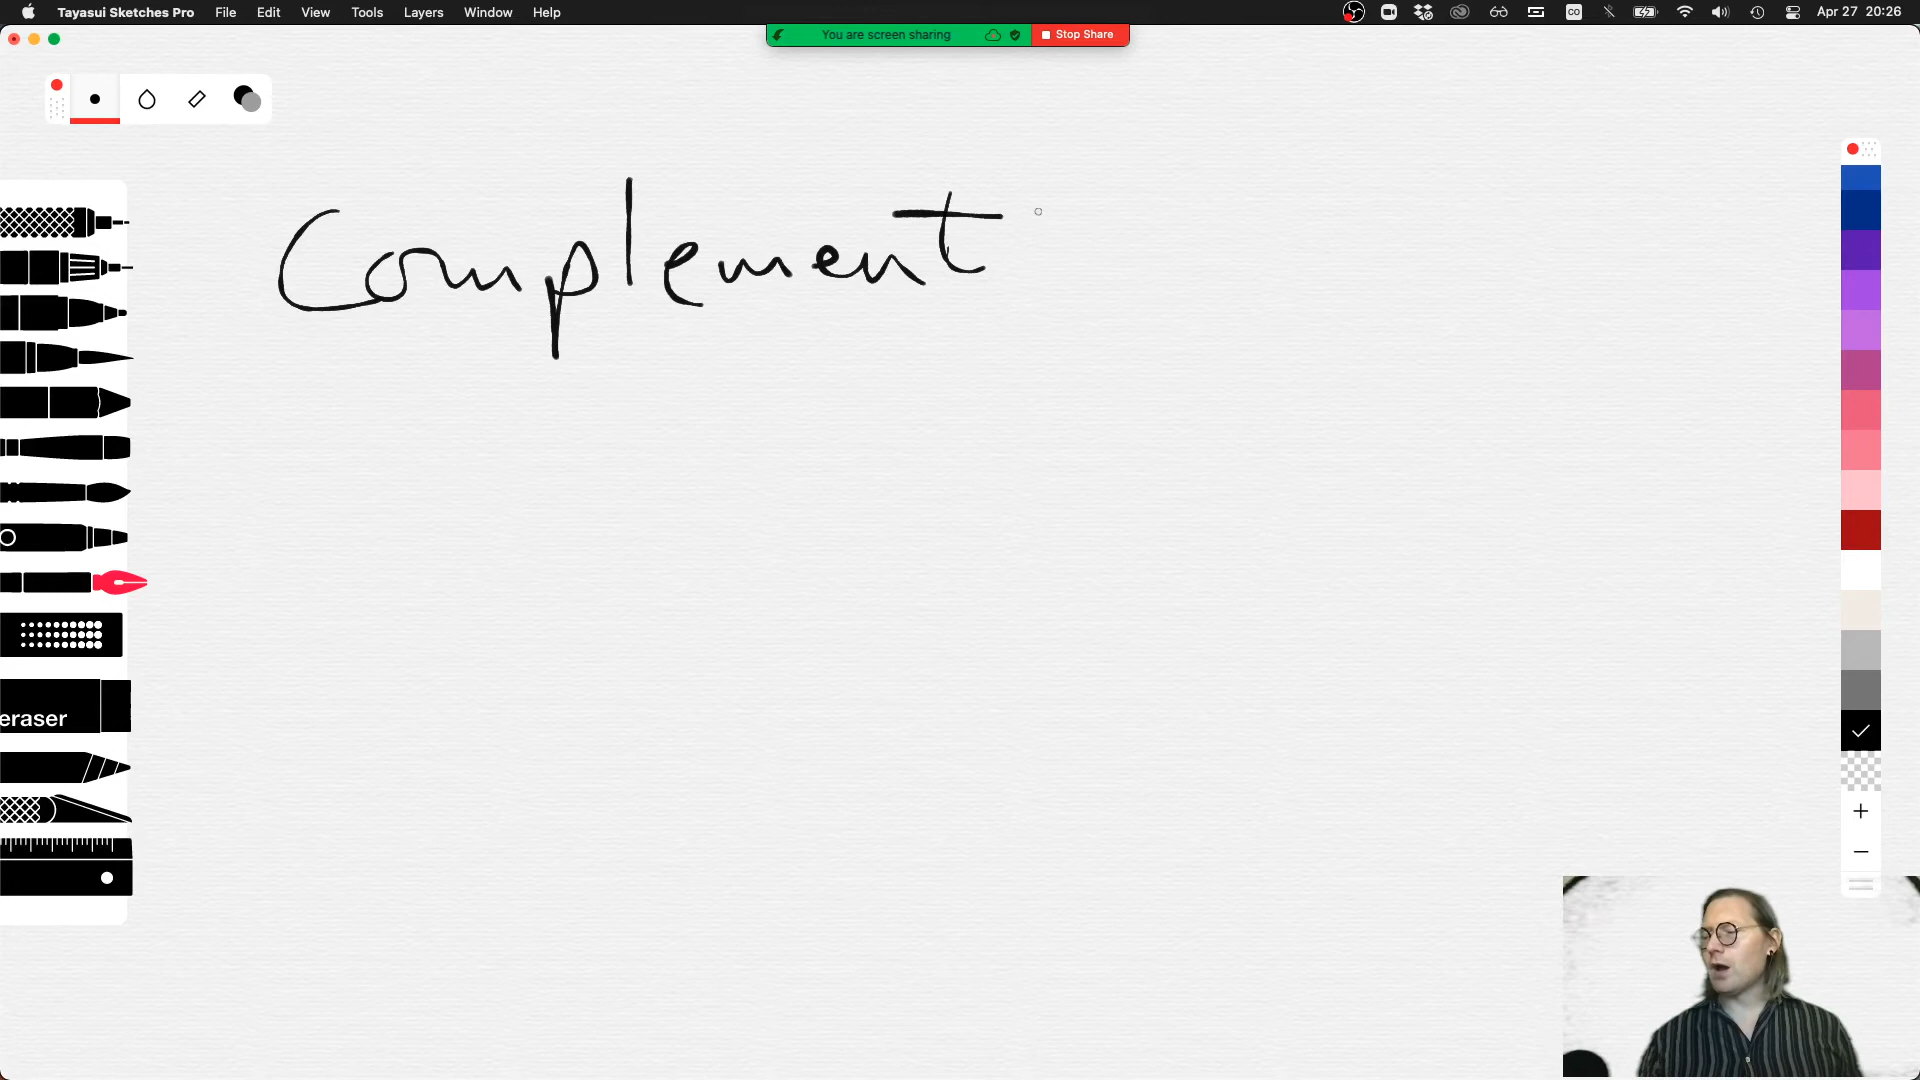 Tayasui Sketches Pro File Edit View Tools Layers Window Help CO Apr 27 20:26
You are screen sharing Stop Share
Complement
eraser